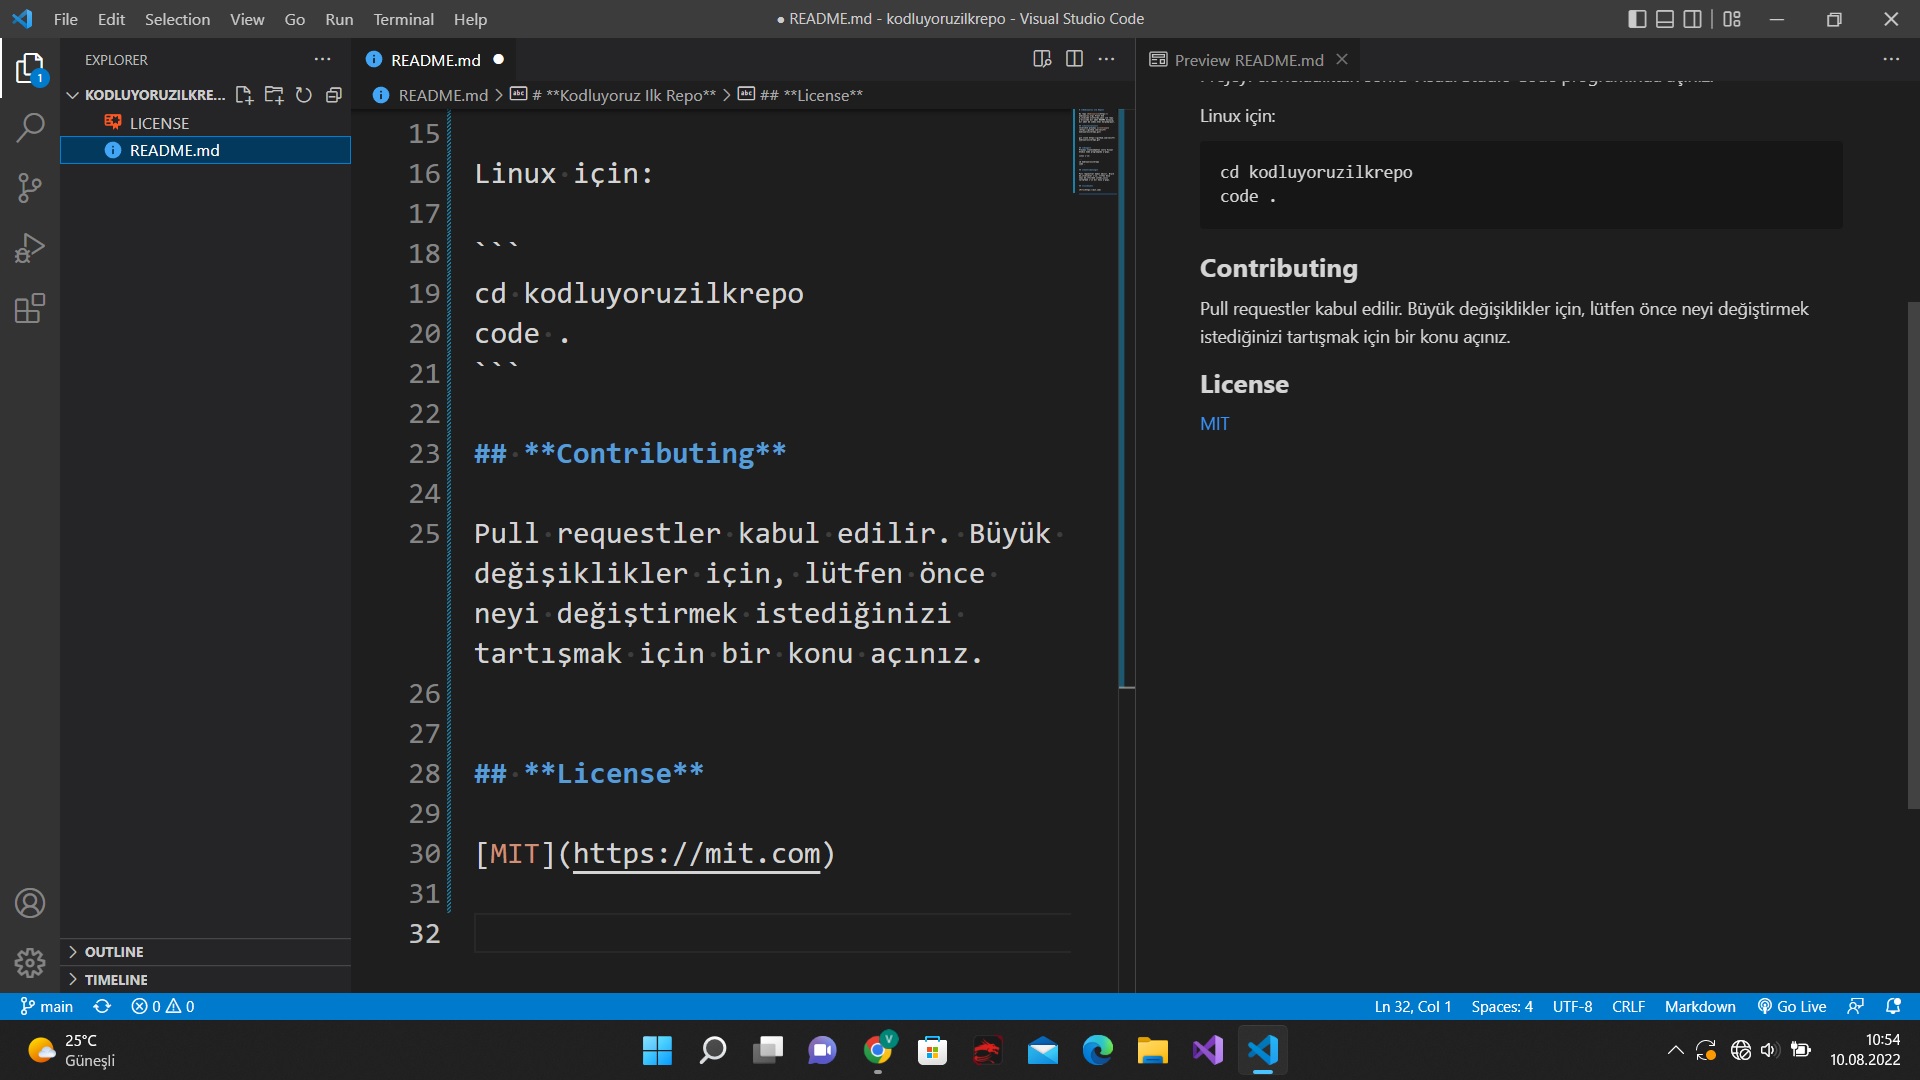 File Edit Selection View Go Run Terminal Help
● README.md - kodluyoruzilkrepo - Visual Studio Code
EXPLORER
KODLUYORUZILKRE...
LICENSE
README.md
OUTLINE
TIMELINE
README.md
README.md > # **Kodluyoruz Ilk Repo** > ## **License**
15
16 Linux için:
17
18 ```
19 cd kodluyoruzilkrepo
20 code .
21 ```
22
23 ## **Contributing**
24
25 Pull requestler kabul edilir. Büyük
değişiklikler için, lütfen önce
neyi değiştirmek istediğinizi
tartışmak için bir konu açınız.
26
27
28 ## **License**
29
30 [MIT](https://mit.com)
31
32
Preview README.md
Linux için:
cd kodluyoruzilkrepo
code .
Contributing
Pull requestler kabul edilir. Büyük değişiklikler için, lütfen önce neyi değiştirmek
istediğinizi tartışmak için bir konu açınız.
License
MIT
1
main
0 0
Ln 32, Col 1 Spaces: 4 UTF-8 CRLF Markdown Go Live
25°C
Güneşli
V
10:54
10.08.2022